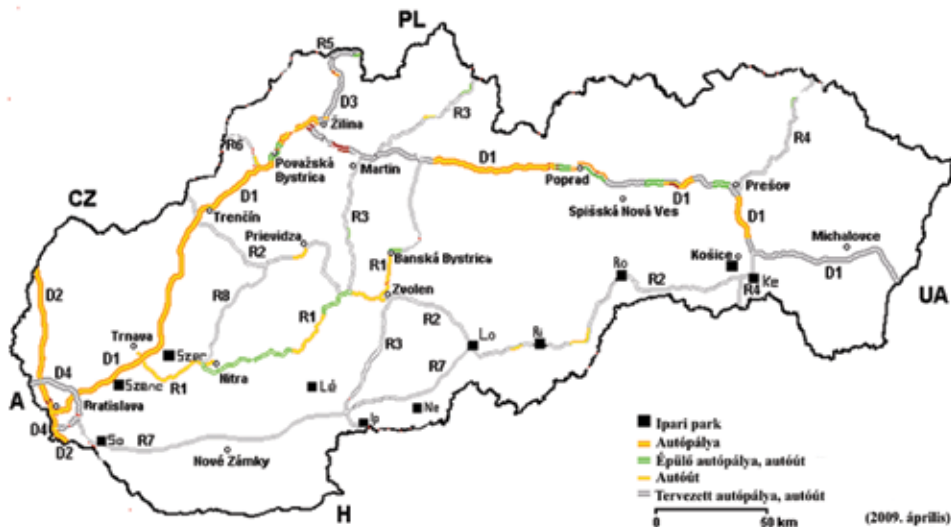 PL
R5
D3
Žilina
R3
R6
Považská
Bystrica
Martin
D1
Poprad
D1
Prešov
R4
CZ
D1
Trenčín
Spišská Nová Ves
D1
Prievidza
R3
R2
R1
Banská Bystrica
Košice
Michalovce
D1
Ro
R2
Ke
R4
UA
D2
R8
R1
Zvolen
R2
Trnava
D1
Szer
R3
Lo
Ri
R1
Nitra
D4
Szenc
Lé
R7
A
Bratislava
Ne
Ip
D4
D2
So
R7
Nové Zámky
H
Ipari park
Autópálya
Épülő autópálya, autóút
Autóút
Tervezett autópálya, autóút
0 50 km
(2009. április)